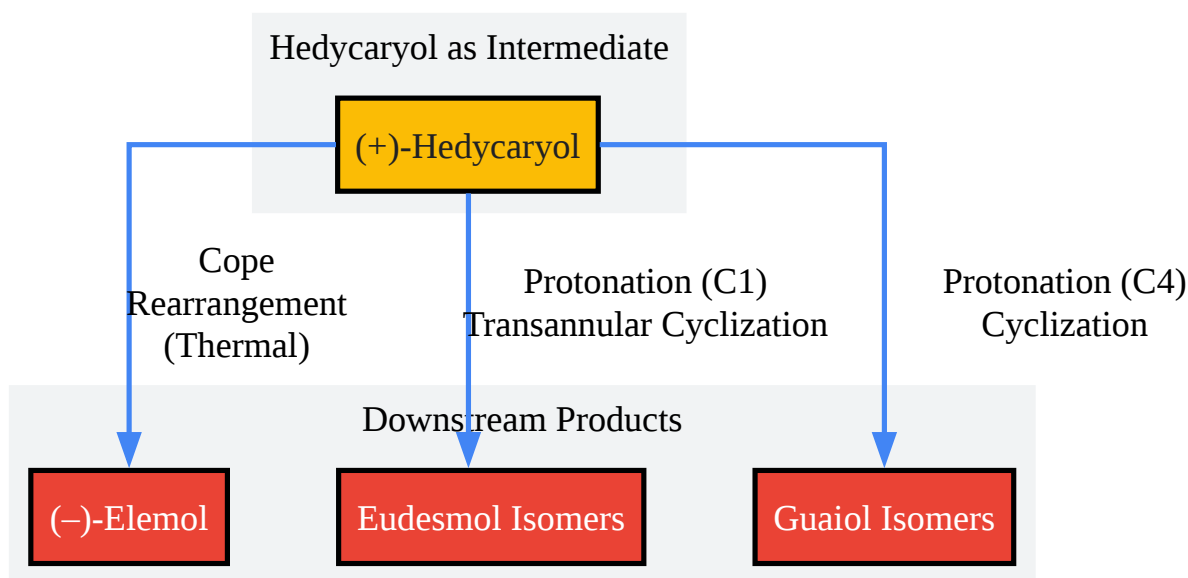 Hedycaryol as Intermediate
(+)-Hedycaryol
Cope
Rearrangement
(Thermal)
Protonation (C1)
Transannular Cyclization
Protonation (C4)
Cyclization
Downstream Products
(–)-Elemol
Eudesmol Isomers
Guaiol Isomers